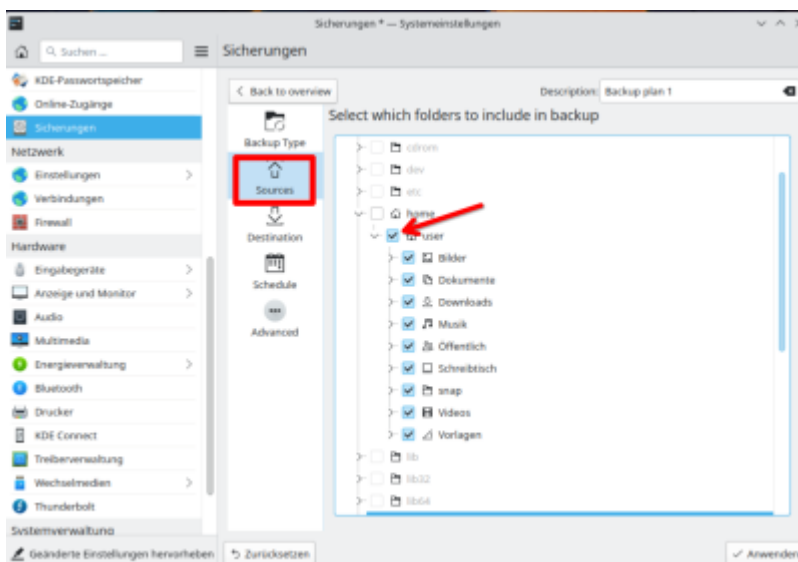 Sicherungen * — Systemeinstellungen
Suchen ...
Sicherungen
KDE-Passwortspeicher
Online-Zugänge
Sicherungen
Netzwerk
Einstellungen
Verbindungen
Firewall
Hardware
Eingabegeräte
Anzeige und Monitor
Audio
Multimedia
Energieverwaltung
Bluetooth
Drucker
KDE Connect
Treiberverwaltung
Wechselmedien
Thunderbolt
Systemverwaltung
Geänderte Einstellungen hervorheben
Back to overview
Description: Backup plan 1
Backup Type
Sources
Destination
Schedule
Advanced
Select which folders to include in backup
cdrom
dev
etc
home
user
Bilder
Dokumente
Downloads
Musik
Öffentlich
Schreibtisch
snap
Videos
Vorlagen
lib
lib32
lib64
Zurücksetzen
Anwenden